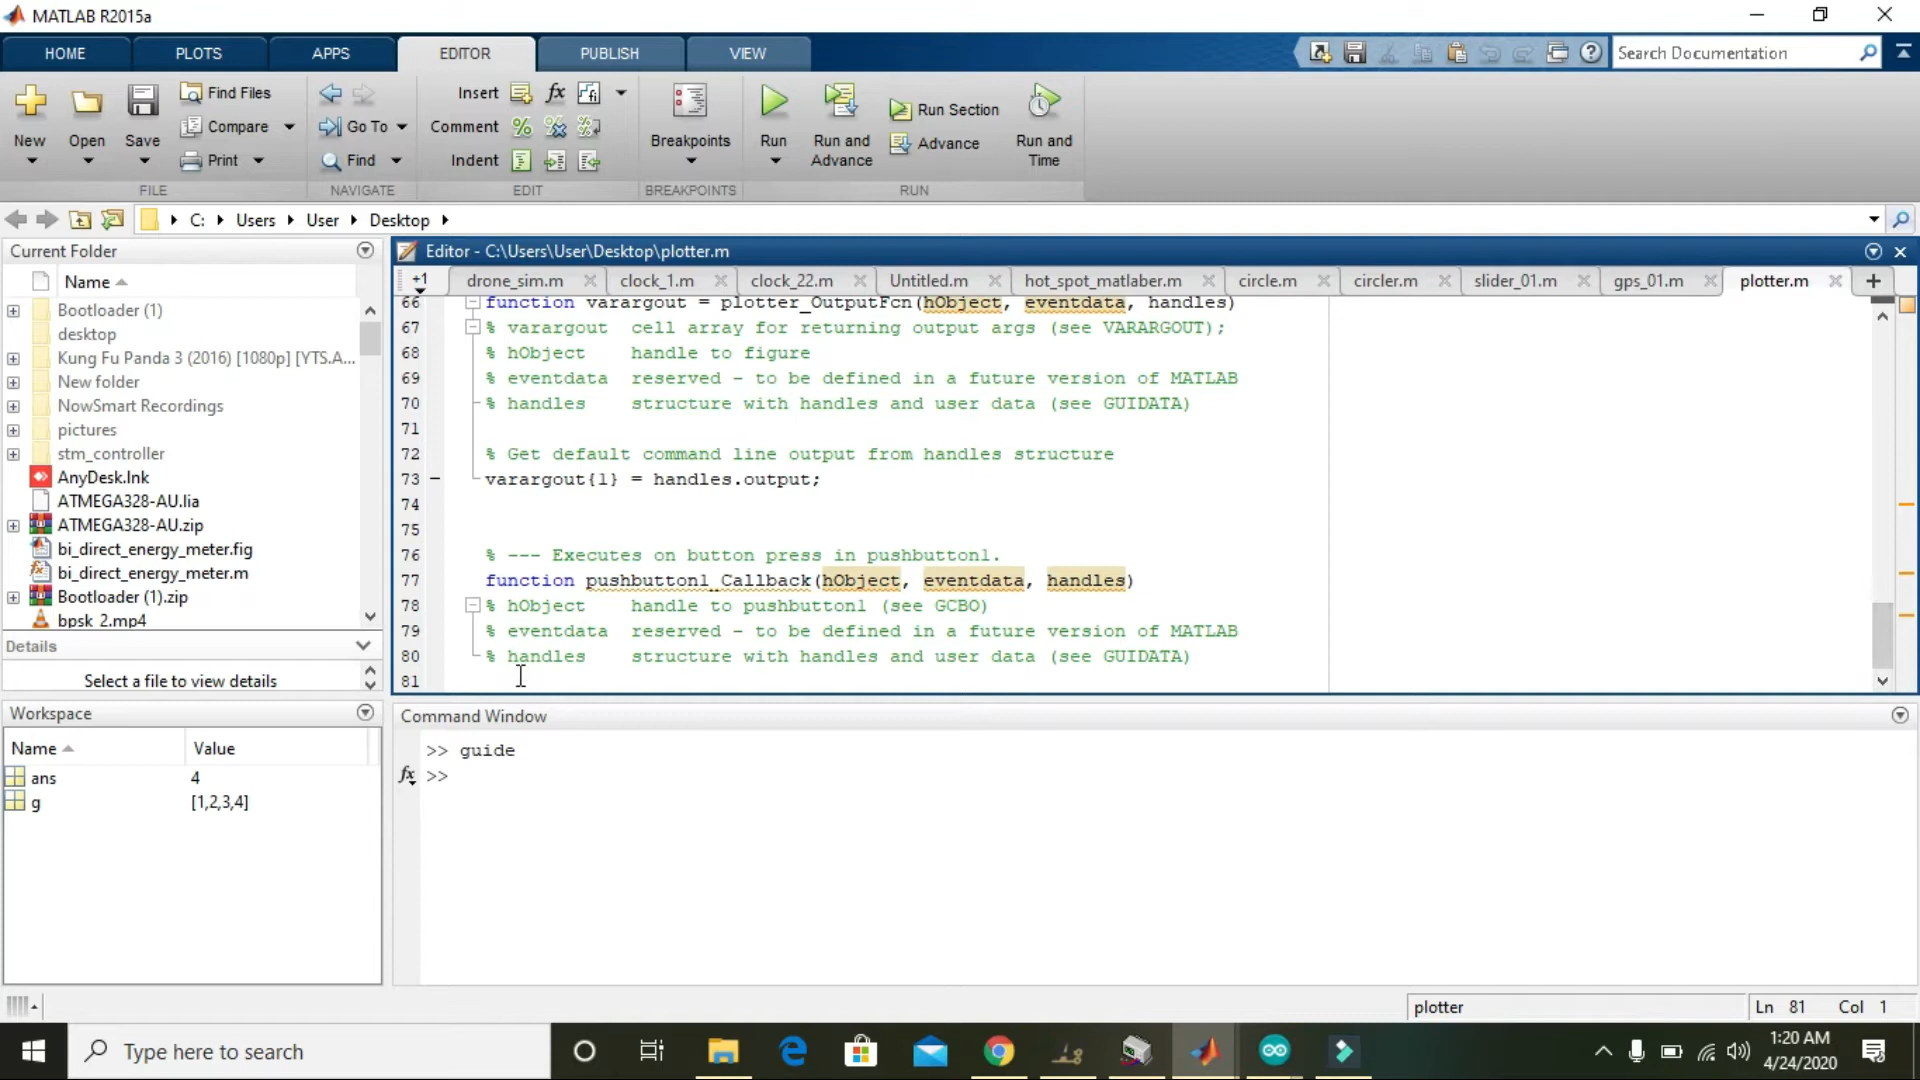 MATLAB R2015a
HOME PLOTS APPS EDITOR PUBLISH VIEW
Search Documentation
New Open Save Find Files Compare Print
FILE
Go To Find
NAVIGATE
Insert fx
Comment
Indent
EDIT
Breakpoints
BREAKPOINTS
Run Run and Advance Run Section Advance Run and Time
RUN
C: Users User Desktop
Current Folder
Name
Bootloader (1)
desktop
Kung Fu Panda 3 (2016) [1080p] [YTS.A...
New folder
NowSmart Recordings
pictures
stm_controller
AnyDesk.lnk
ATMEGA328-AU.lia
ATMEGA328-AU.zip
bi_direct_energy_meter.fig
bi_direct_energy_meter.m
Bootloader (1).zip
bpsk_2.mp4
Details
Select a file to view details
Workspace
Name Value
ans 4
g [1,2,3,4]
Editor - C:\Users\User\Desktop\plotter.m
+1 drone_sim.m clock_1.m clock_22.m Untitled.m hot_spot_matlaber.m circle.m circler.m slider_01.m gps_01.m plotter.m
66 function varargout = plotter_OutputFcn(hObject, eventdata, handles)
67 % varargout cell array for returning output args (see VARARGOUT);
68 % hObject handle to figure
69 % eventdata reserved - to be defined in a future version of MATLAB
70 % handles structure with handles and user data (see GUIDATA)
71
72 % Get default command line output from handles structure
73 - varargout{1} = handles.output;
74
75
76 % --- Executes on button press in pushbutton1.
77 function pushbutton1_Callback(hObject, eventdata, handles)
78 % hObject handle to pushbutton1 (see GCBO)
79 % eventdata reserved - to be defined in a future version of MATLAB
80 % handles structure with handles and user data (see GUIDATA)
81
Command Window
>> guide
fx >>
plotter Ln 81 Col 1
Type here to search
1:20 AM
4/24/2020